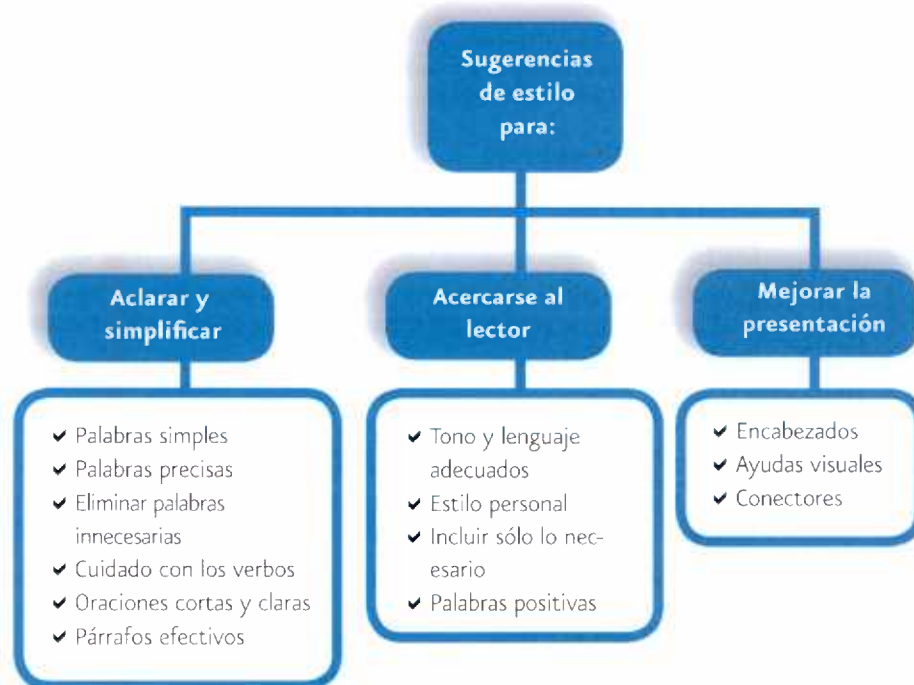 Sugerencias
de estilo
para:
Aclarar y
simplificar
✔ Palabras simples
✔ Palabras precisas
✔ Eliminar palabras
innecesarias
✔ Cuidado con los verbos
✔ Oraciones cortas y claras
✔ Párrafos efectivos
Acercarse al
lector
✔ Tono y lenguaje
adecuados
✔ Estilo personal
✔ Incluir sólo lo nec-
esario
✔ Palabras positivas
Mejorar la
presentación
✔ Encabezados
✔ Ayudas visuales
✔ Conectores